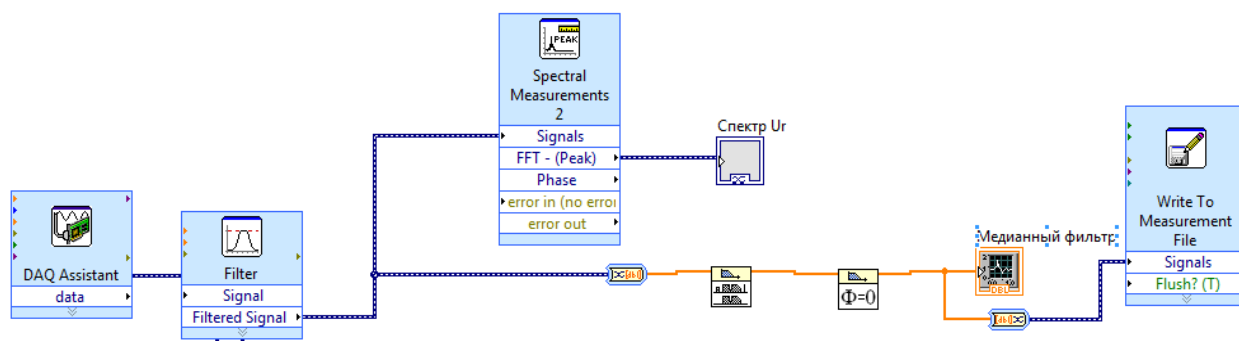 PEAK
Spectral
Measurements
2
Signals
FFT - (Peak)
Phase
error in (no erro
error out
Спектр Ur
DAQ Assistant
data
Filter
Signal
Filtered Signal
Φ=0
Медианный фильтр
DBL
Write To
Measurement
File
Signals
Flush? (T)